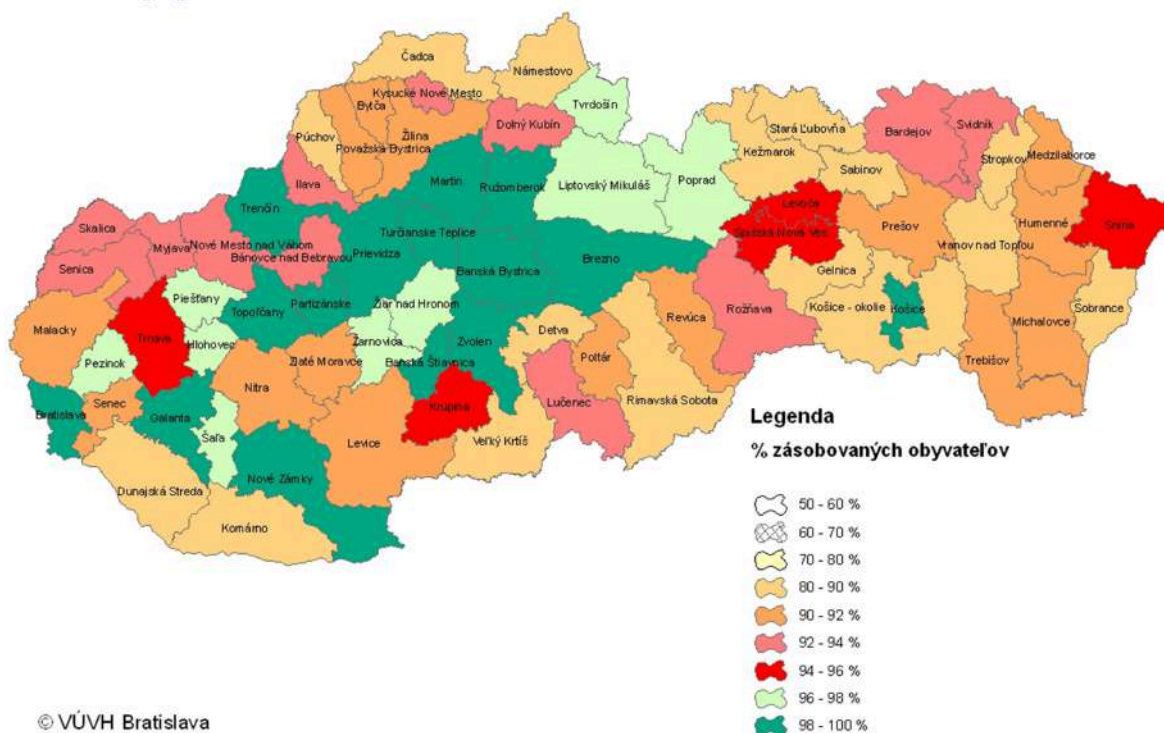 Čadca
Námestovo
Kysucké Nové Mesto
Bytča
Tvrdošín
Púchov
Žilina
Dolný Kubín
Považská Bystrica
Stará Ľubovňa
Bardejov
Svidník
Stropkov
Medzilaborce
Kežmarok
Sabinov
Ilava
Martin
Ružomberok
Liptovský Mikuláš
Poprad
Trenčín
Levoča
Snina
Skalica
Myjava
Nové Mesto nad Váhom
Turčianske Teplice
Spišská Nová Ves
Prešov
Humenné
Bánovce nad Bebravou
Prievidza
Banská Bystrica
Brezno
Vranov nad Topľou
Senica
Gelnica
Piešťany
Topoľčany
Partizánske
Žiar nad Hronom
Rožňava
Košice - okolie
Košice
Sobrance
Malacky
Trnava
Hlohovec
Žarnovica
Zvolen
Detva
Revúca
Michalovce
Pezinok
Zlaté Moravce
Banská Štiavnica
Poltár
Trebišov
Nitra
Bratislava
Senec
Galanta
Krupina
Lučenec
Rimavská Sobota
Šaľa
Levice
Veľký Krtíš
Nové Zámky
Dunajská Streda
Komárno
Legenda
% zásobovaných obyvateľov
50 - 60 %
60 - 70 %
70 - 80 %
80 - 90 %
90 - 92 %
92 - 94 %
94 - 96 %
96 - 98 %
98 - 100 %
© VÚVH Bratislava